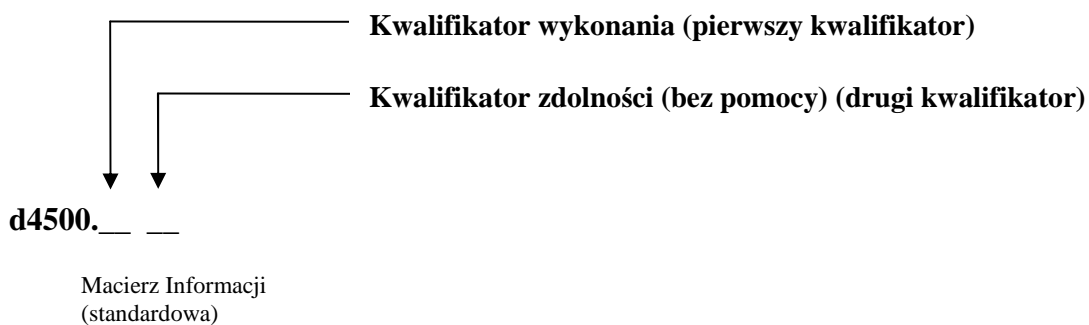 Kwalifikator wykonania (pierwszy kwalifikator)
Kwalifikator zdolności (bez pomocy) (drugi kwalifikator)
d4500.__ __
Macierz Informacji
(standardowa)